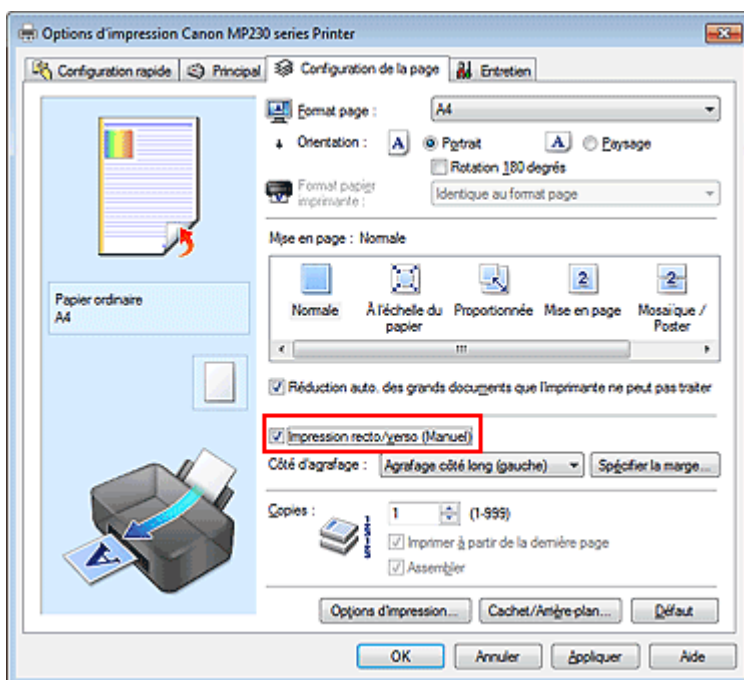 Options d'impression Canon MP230 series Printer
Configuration rapide
Principal
Configuration de la page
Entretien
Format page :
A4
Orientation :
A
Portrait
A
Paysage
Rotation 180 degrés
Format papier
imprimante :
Identique au format page
Mise en page : Normale
2
2
Normale
À l'échelle du
papier
Proportionnée
Mise en page
Mosaïque /
Poster
Papier ordinaire
A4
Réduction auto. des grands documents que l'imprimante ne peut pas traiter
Impression recto/verso (Manuel)
Côté d'agrafage :
Agrafage côté long (gauche)
Spécifier la marge...
Copies :
1
(1-999)
Imprimer à partir de la dernière page
Assembler
A
Options d'impression...
Cachet/Arrière-plan...
Défaut
OK
Annuler
Appliquer
Aide